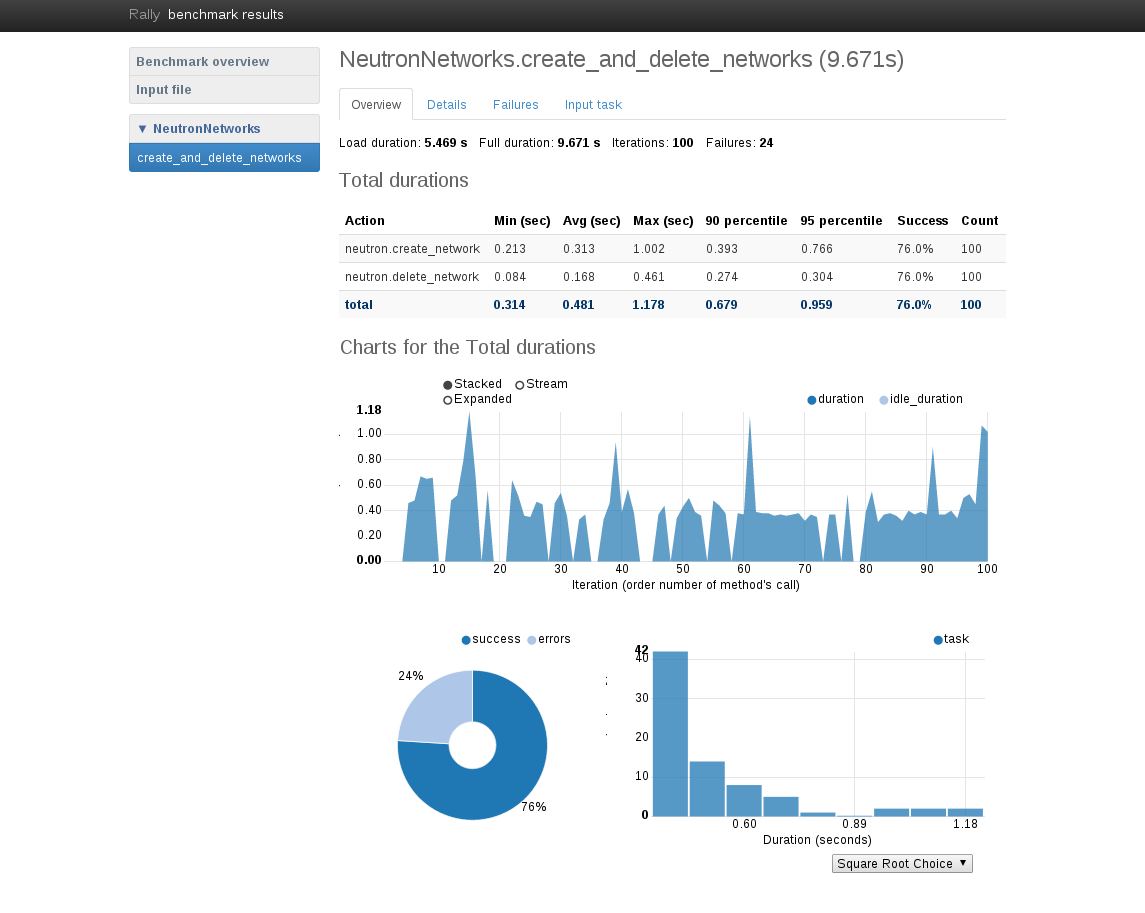 Rally benchmark results
Benchmark overview
Input file
▼ NeutronNetworks
create_and_delete_networks
NeutronNetworks.create_and_delete_networks (9.671s)
Overview Details Failures Input task
Load duration: 5.469 s Full duration: 9.671 s Iterations: 100 Failures: 24
Total durations
Action Min (sec) Avg (sec) Max (sec) 90 percentile 95 percentile Success Count
neutron.create_network 0.213 0.313 1.002 0.393 0.766 76.0% 100
neutron.delete_network 0.084 0.168 0.461 0.274 0.304 76.0% 100
total 0.314 0.481 1.178 0.679 0.959 76.0% 100
Charts for the Total durations
Stacked Stream
Expanded duration idle_duration
1.18
1.00
0.80
0.60
0.40
0.20
0.00
10 20 30 40 50 60 70 80 90 100
Iteration (order number of method's call)
success errors
24%
76%
task
42
40
30
20
10
0
0.60 0.89 1.18
Duration (seconds)
Square Root Choice ▼